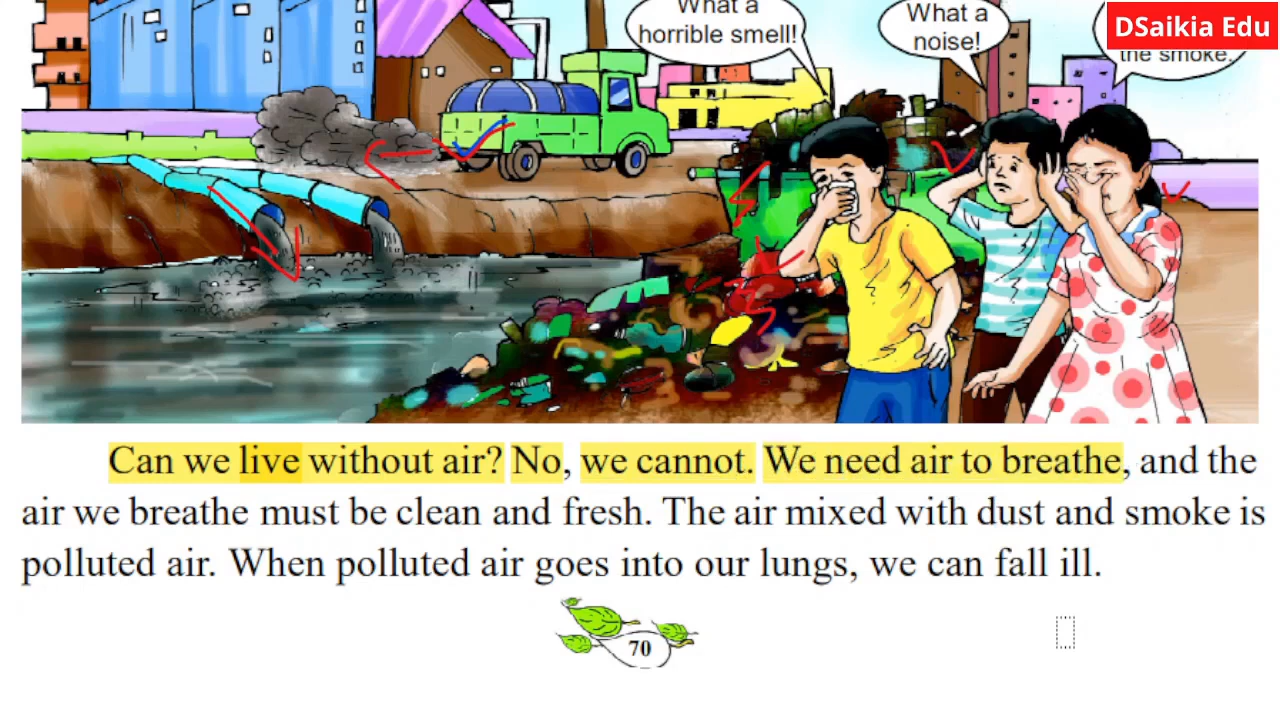 What a
horrible smell!
What a
noise!
DSaikia Edu
the smoke.
Can we live without air? No, we cannot. We need air to breathe, and the
air we breathe must be clean and fresh. The air mixed with dust and smoke is
polluted air. When polluted air goes into our lungs, we can fall ill.
70